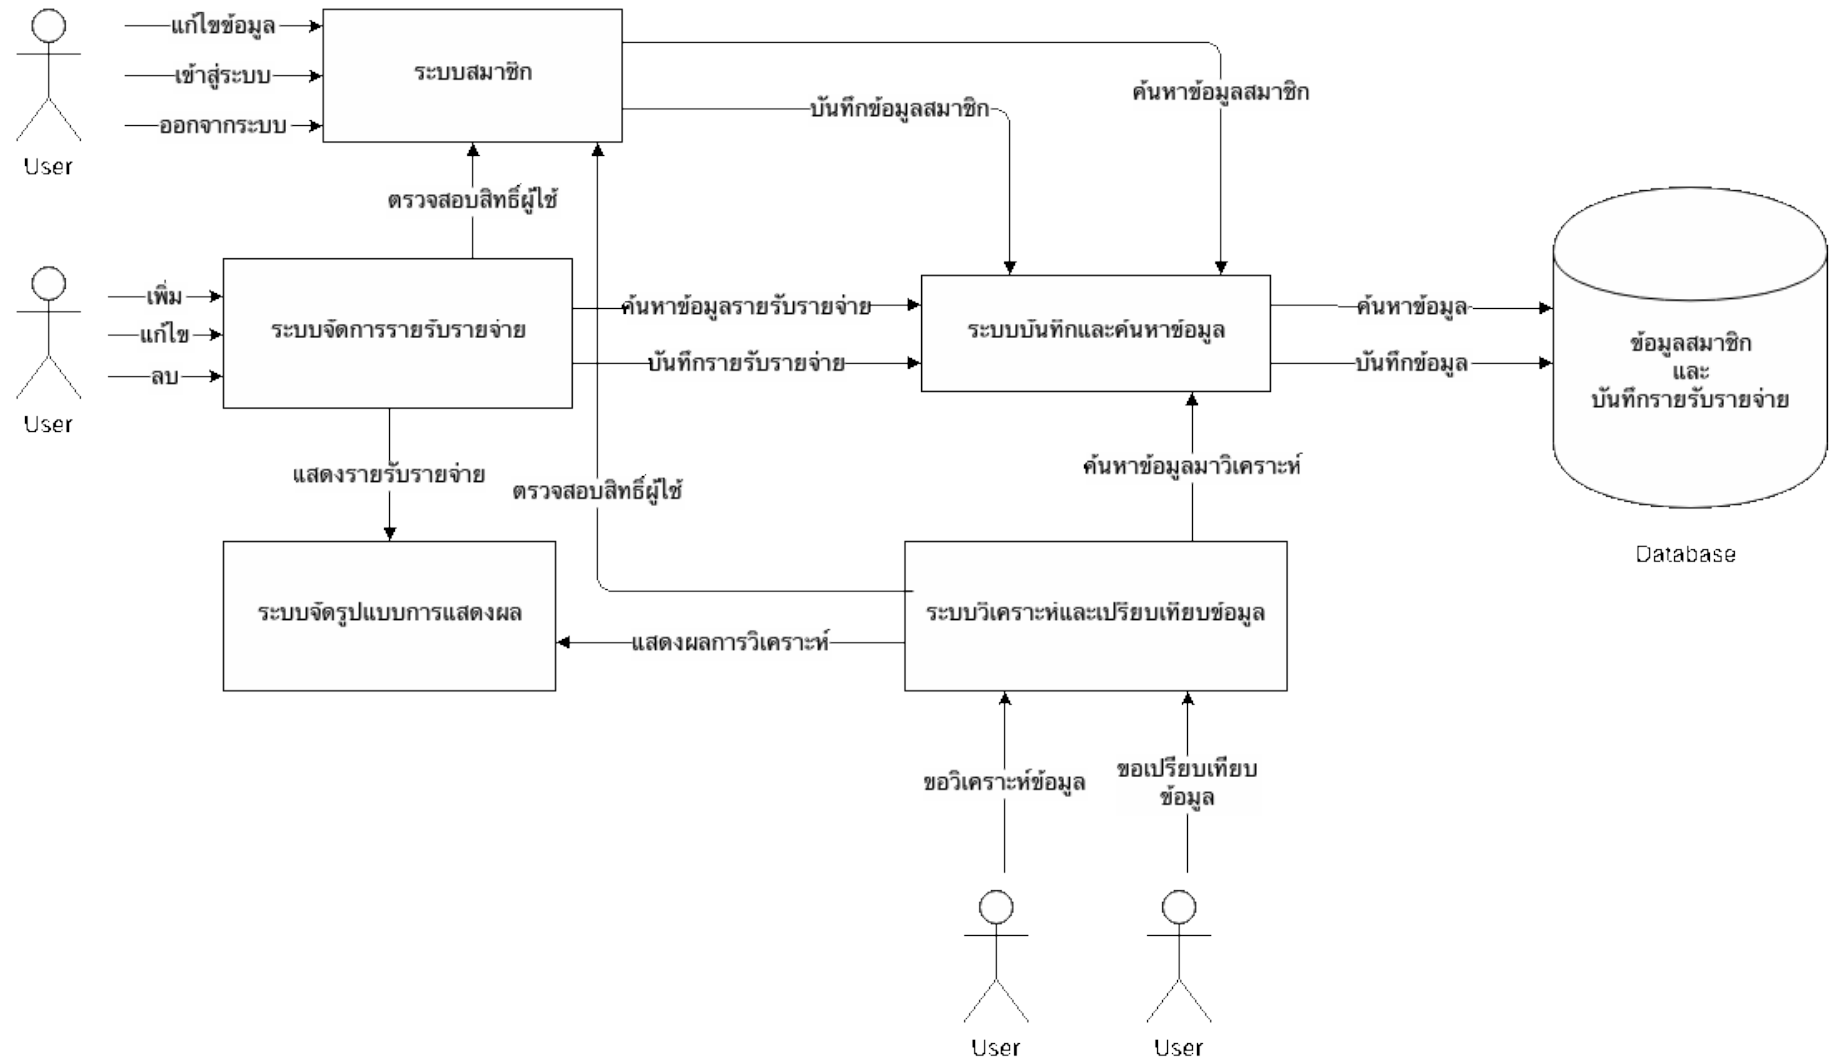 แก้ไขข้อมูล
เข้าสู่ระบบ
ออกจากระบบ
User
ระบบสมาชิก
บันทึกข้อมูลสมาชิก
ค้นหาข้อมูลสมาชิก
ตรวจสอบสิทธิ์ผู้ใช้
เพิ่ม
แก้ไข
ลบ
User
ระบบจัดการรายรับรายจ่าย
ค้นหาข้อมูลรายรับรายจ่าย
บันทึกรายรับรายจ่าย
ระบบบันทึกและค้นหาข้อมูล
ค้นหาข้อมูล
บันทึกข้อมูล
ข้อมูลสมาชิก
และ
บันทึกรายรับรายจ่าย
Database
แสดงรายรับรายจ่าย
ตรวจสอบสิทธิ์ผู้ใช้
ค้นหาข้อมูลมาวิเคราะห์
ระบบจัดรูปแบบการแสดงผล
แสดงผลการวิเคราะห์
ระบบวิเคราะห์และเปรียบเทียบข้อมูล
ขอวิเคราะห์ข้อมูล
ขอเปรียบเทียบ
ข้อมูล
User
User